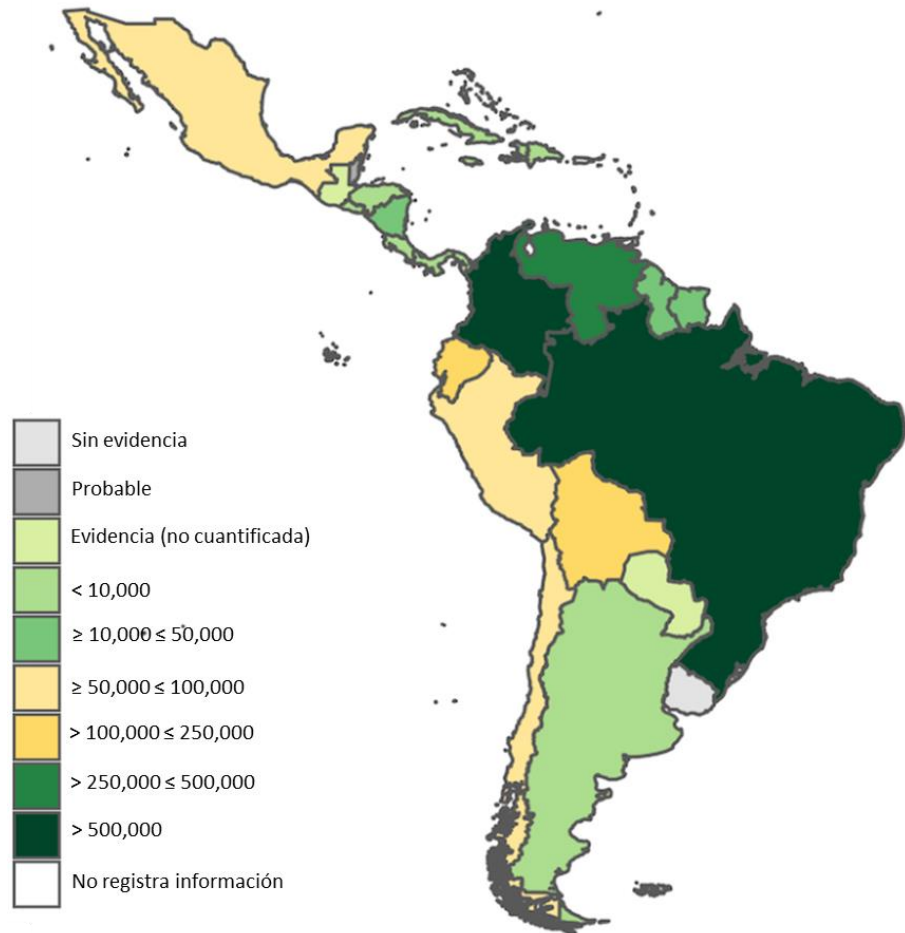 Sin evidencia
Probable
Evidencia (no cuantificada)
< 10,000
≥ 10,000 ≤ 50,000
≥ 50,000 ≤ 100,000
> 100,000 ≤ 250,000
> 250,000 ≤ 500,000
> 500,000
No registra información